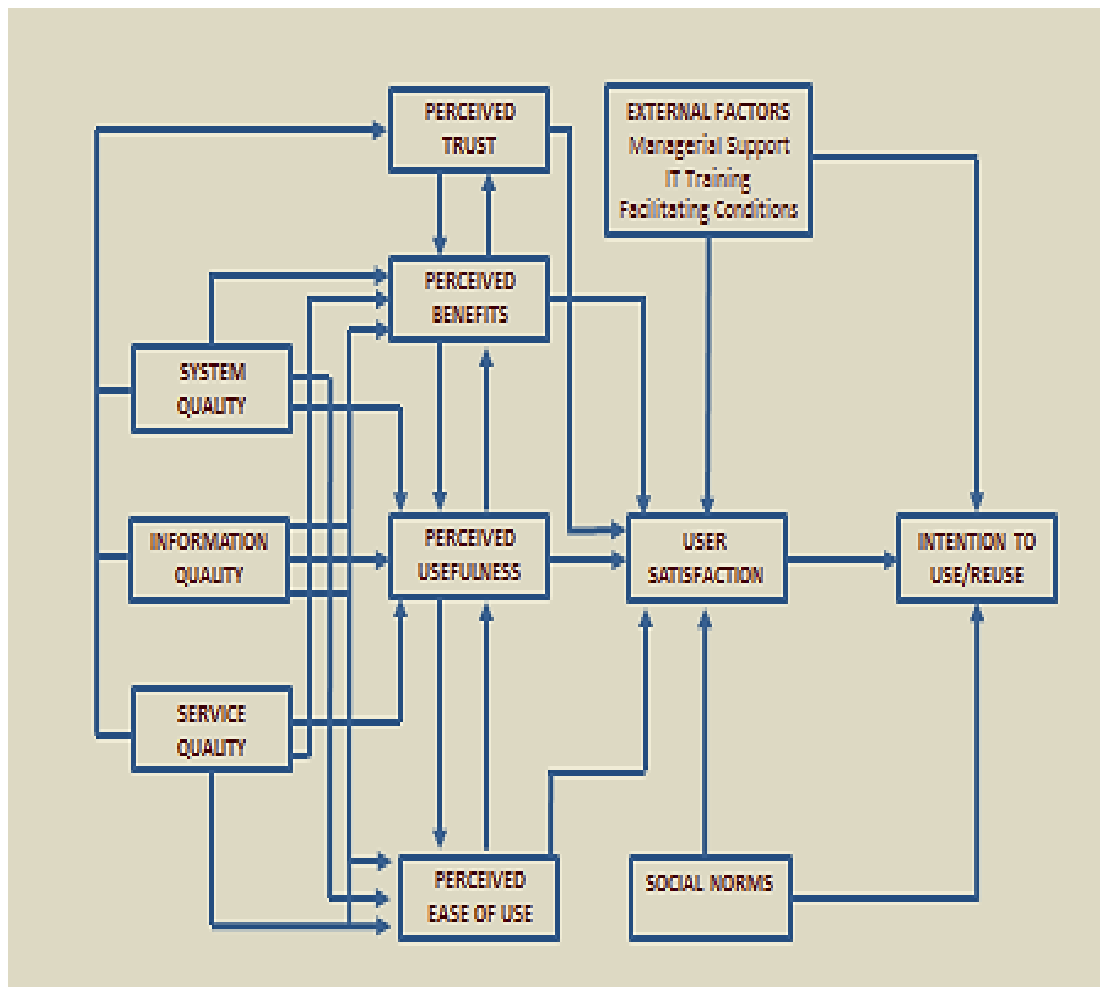 PERCEIVED
TRUST
EXTERNAL FACTORS
Managerial Support
IT Training
Facilitating Conditions
PERCEIVED
BENEFITS
SYSTEM
QUALITY
INFORMATION
QUALITY
PERCEIVED
USEFULNESS
USER
SATISFACTION
INTENTION TO
USE/REUSE
SERVICE
QUALITY
PERCEIVED
EASE OF USE
SOCIAL NORMS